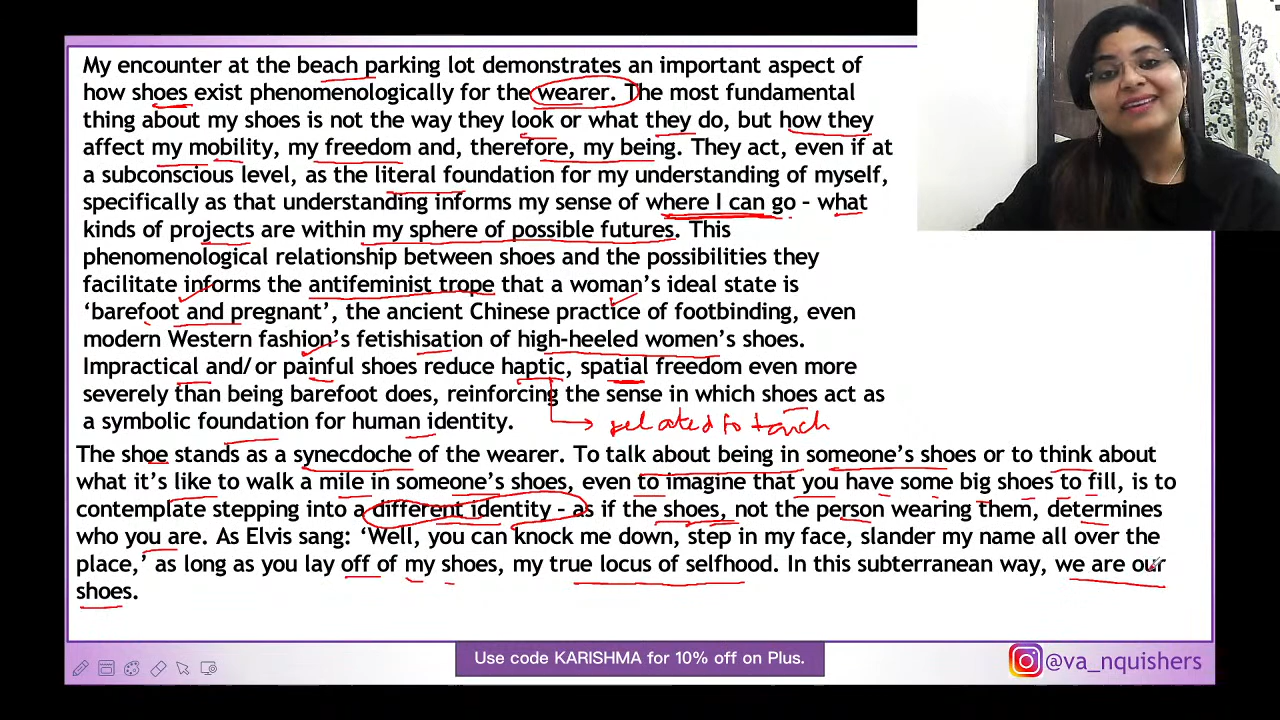 My encounter at the beach parking lot demonstrates an important aspect of
how shoes exist phenomenologically for the wearer. The most fundamental
thing about my shoes is not the way they look or what they do, but how they
affect my mobility, my freedom and, therefore, my being. They act, even if at
a subconscious level, as the literal foundation for my understanding of myself,
specifically as that understanding informs my sense of where I can go – what
kinds of projects are within my sphere of possible futures. This
phenomenological relationship between shoes and the possibilities they
facilitate informs the antifeminist trope that a woman's ideal state is
'barefoot and pregnant', the ancient Chinese practice of footbinding, even
modern Western fashion's fetishisation of high-heeled women's shoes.
Impractical and/or painful shoes reduce haptic, spatial freedom even more
severely than being barefoot does, reinforcing the sense in which shoes act as
a symbolic foundation for human identity.
related to touch
The shoe stands as a synecdoche of the wearer. To talk about being in someone's shoes or to think about
what it's like to walk a mile in someone's shoes, even to imagine that you have some big shoes to fill, is to
contemplate stepping into a different identity – as if the shoes, not the person wearing them, determines
who you are. As Elvis sang: 'Well, you can knock me down, step in my face, slander my name all over the
place,' as long as you lay off of my shoes, my true locus of selfhood. In this subterranean way, we are our
shoes.
Use code KARISHMA for 10% off on Plus.
@va_nquishers